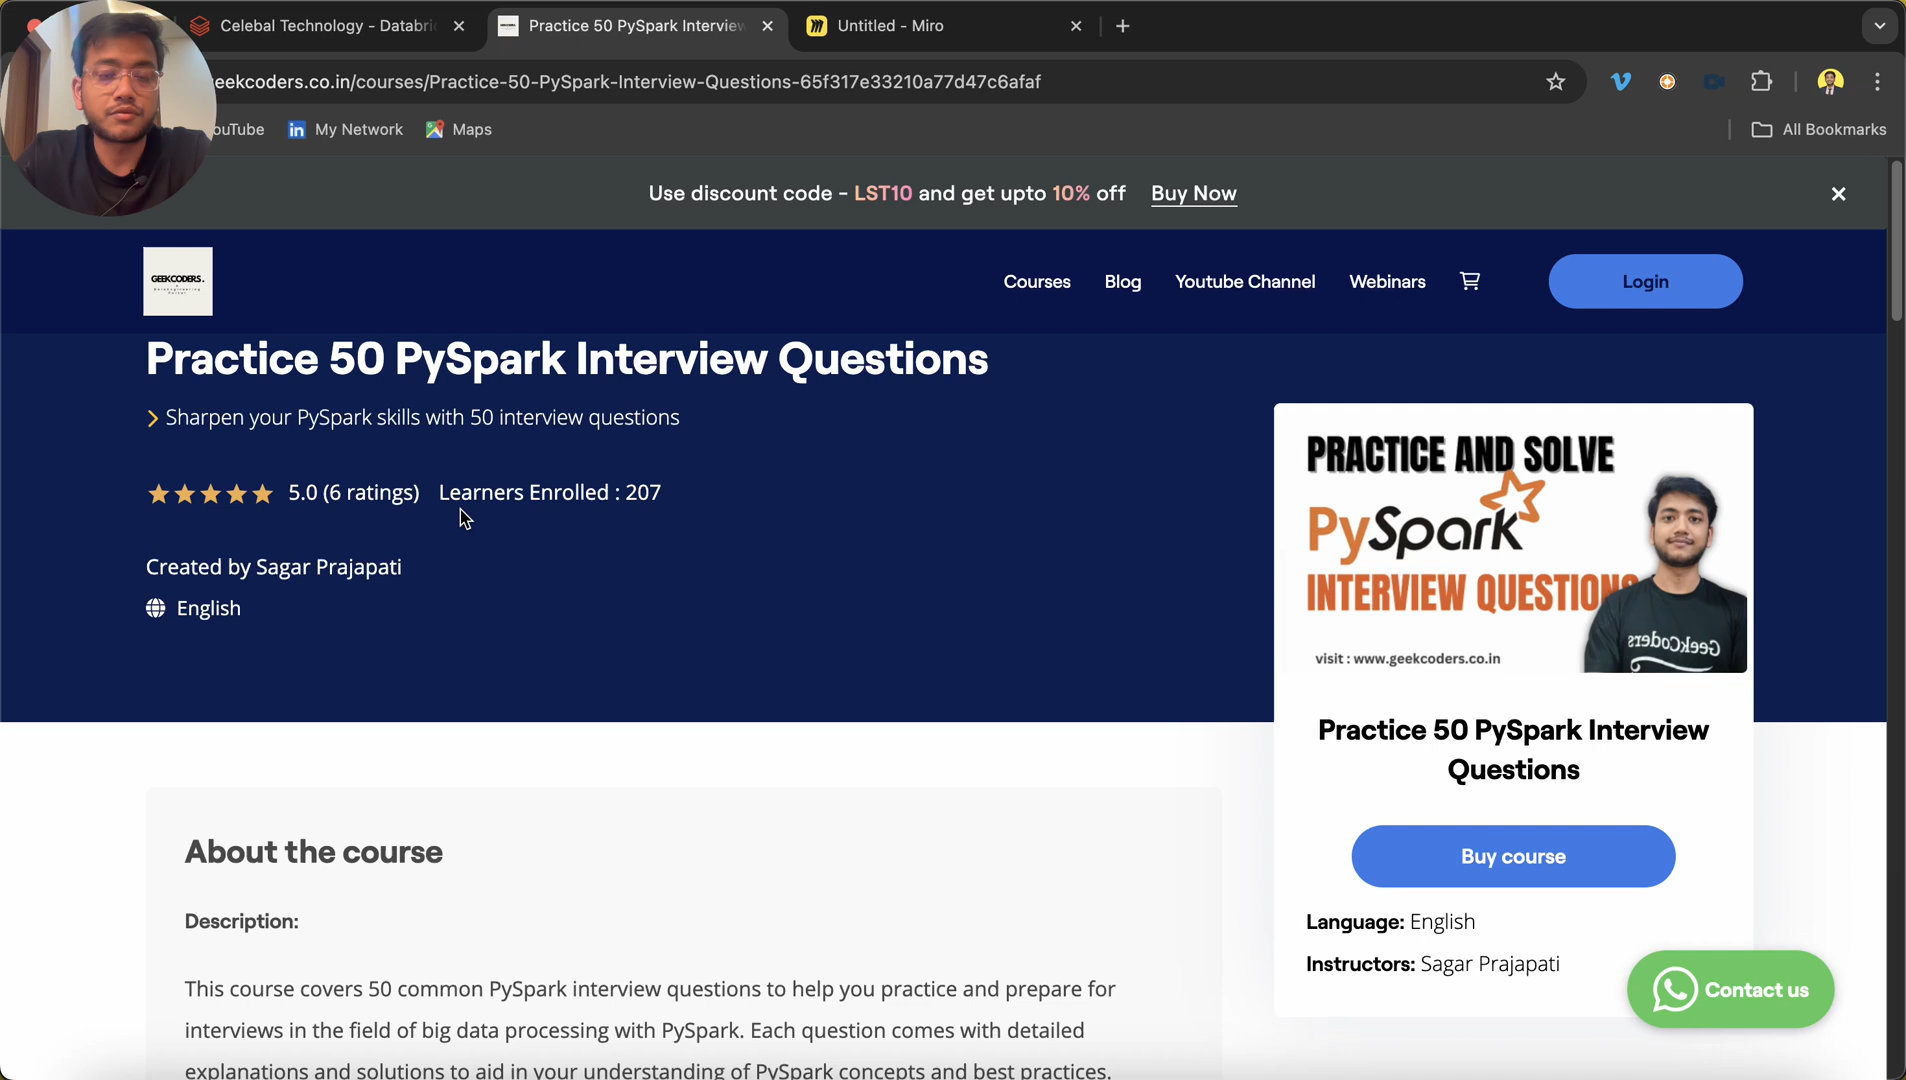 Celebal Technology - Databri
Practice 50 PySpark Interview
Untitled - Miro
eekcoders.co.in/courses/Practice-50-PySpark-Interview-Questions-65f317e33210a77d47c6afaf
ouTube
My Network
Maps
All Bookmarks
Use discount code - LST10 and get upto 10% off Buy Now
GEEKCODERS.
Courses
Blog
Youtube Channel
Webinars
Login
Practice 50 PySpark Interview Questions
Sharpen your PySpark skills with 50 interview questions
5.0 (6 ratings)
Learners Enrolled : 207
Created by Sagar Prajapati
English
PRACTICE AND SOLVE
PySpark
INTERVIEW QUESTIONS
GeekCoders
visit : www.geekcoders.co.in
Practice 50 PySpark Interview
Questions
Buy course
Language: English
Instructors: Sagar Prajapati
Contact us
About the course
Description:
This course covers 50 common PySpark interview questions to help you practice and prepare for
interviews in the field of big data processing with PySpark. Each question comes with detailed
explanations and solutions to aid in your understanding of PySpark concepts and best practices.